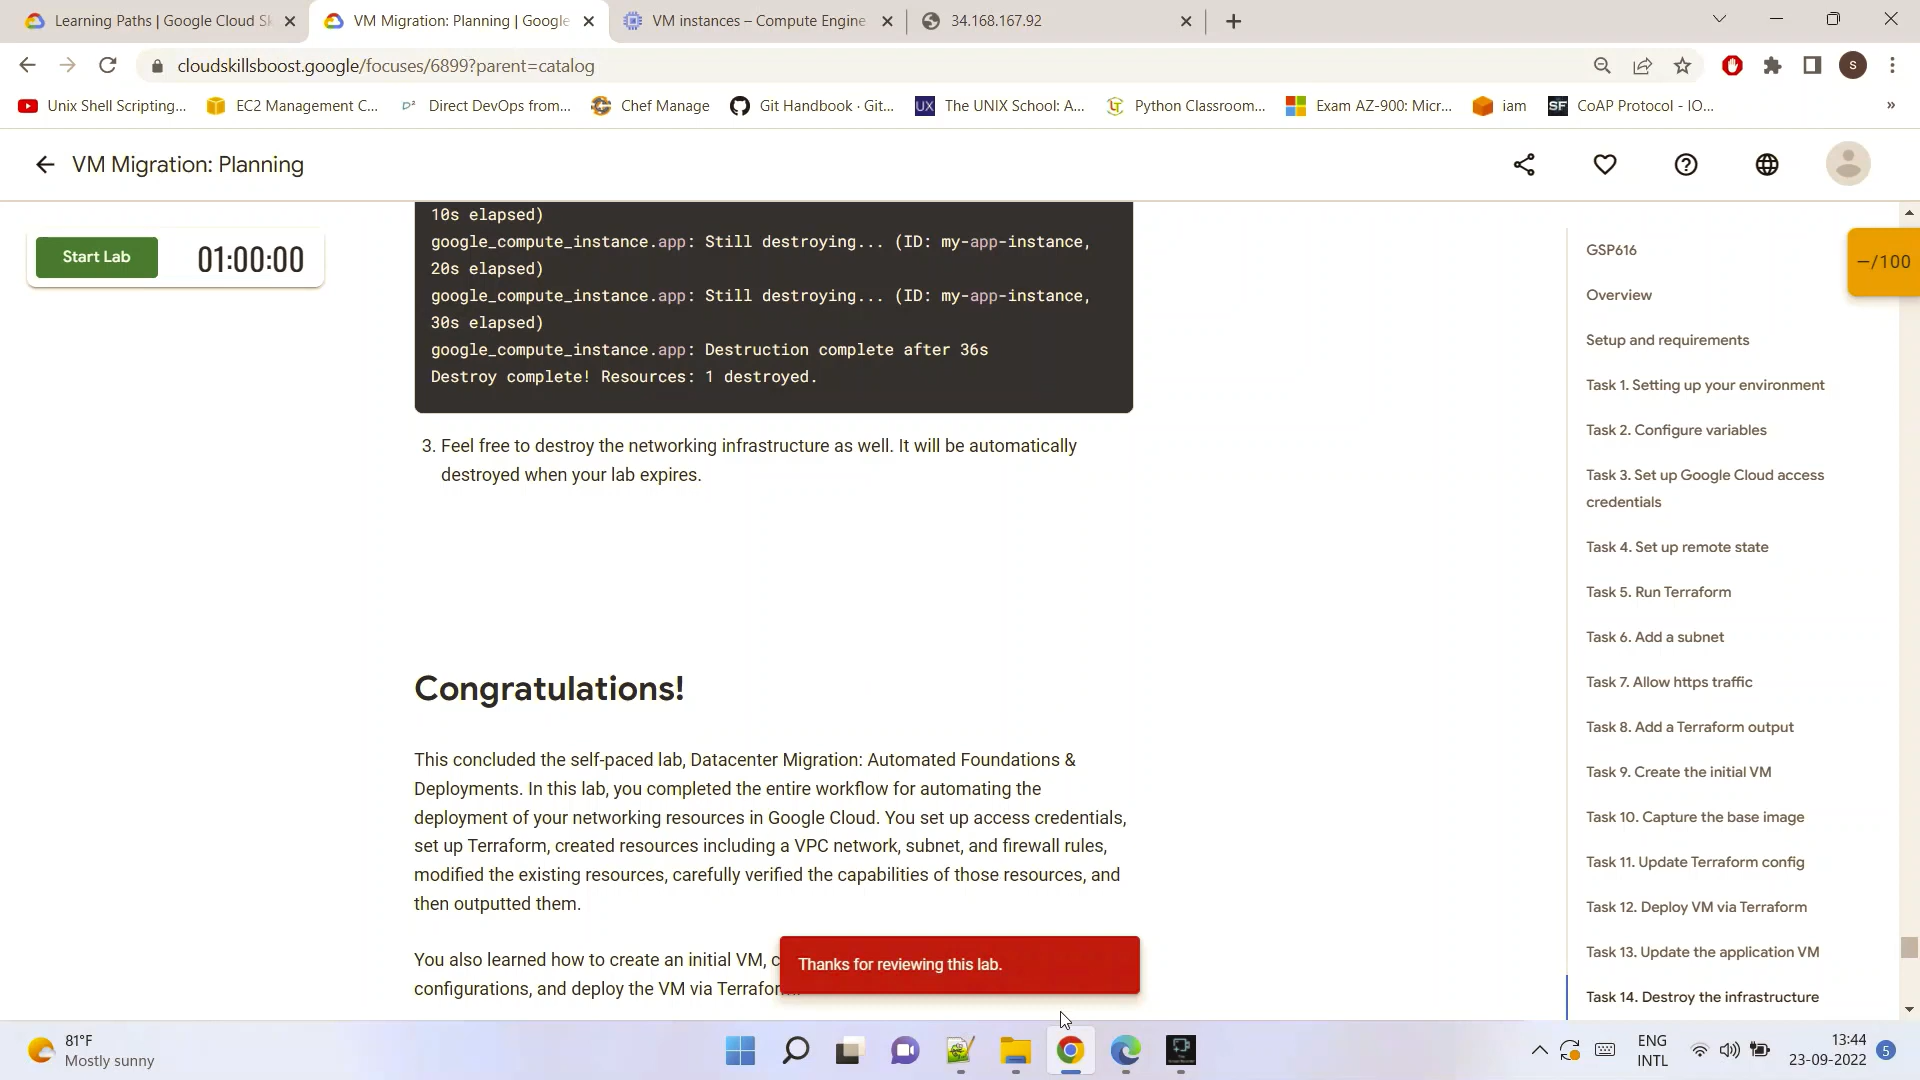 Learning Paths | Google Cloud Sk
VM Migration: Planning | Google
VM instances – Compute Engine
34.168.167.92
cloudskillsboost.google/focuses/6899?parent=catalog
S
Unix Shell Scripting...
EC2 Management C...
Direct DevOps from...
Chef Manage
Git Handbook · Git...
UX
The UNIX School: A...
Python Classroom...
Exam AZ-900: Micr...
iam
SF
CoAP Protocol - IO...
»
VM Migration: Planning
Start Lab
01:00:00
–/100
10s elapsed)
google_compute_instance.app: Still destroying... (ID: my-app-instance,
20s elapsed)
google_compute_instance.app: Still destroying... (ID: my-app-instance,
30s elapsed)
google_compute_instance.app: Destruction complete after 36s
Destroy complete! Resources: 1 destroyed.
3. Feel free to destroy the networking infrastructure as well. It will be automatically
destroyed when your lab expires.
Congratulations!
This concluded the self-paced lab, Datacenter Migration: Automated Foundations &
Deployments. In this lab, you completed the entire workflow for automating the
deployment of your networking resources in Google Cloud. You set up access credentials,
set up Terraform, created resources including a VPC network, subnet, and firewall rules,
modified the existing resources, carefully verified the capabilities of those resources, and
then outputted them.
You also learned how to create an initial VM, c
configurations, and deploy the VM via Terraform.
Thanks for reviewing this lab.
GSP616
Overview
Setup and requirements
Task 1. Setting up your environment
Task 2. Configure variables
Task 3. Set up Google Cloud access
credentials
Task 4. Set up remote state
Task 5. Run Terraform
Task 6. Add a subnet
Task 7. Allow https traffic
Task 8. Add a Terraform output
Task 9. Create the initial VM
Task 10. Capture the base image
Task 11. Update Terraform config
Task 12. Deploy VM via Terraform
Task 13. Update the application VM
Task 14. Destroy the infrastructure
81°F
Mostly sunny
ENG
INTL
13:44
23-09-2022
5